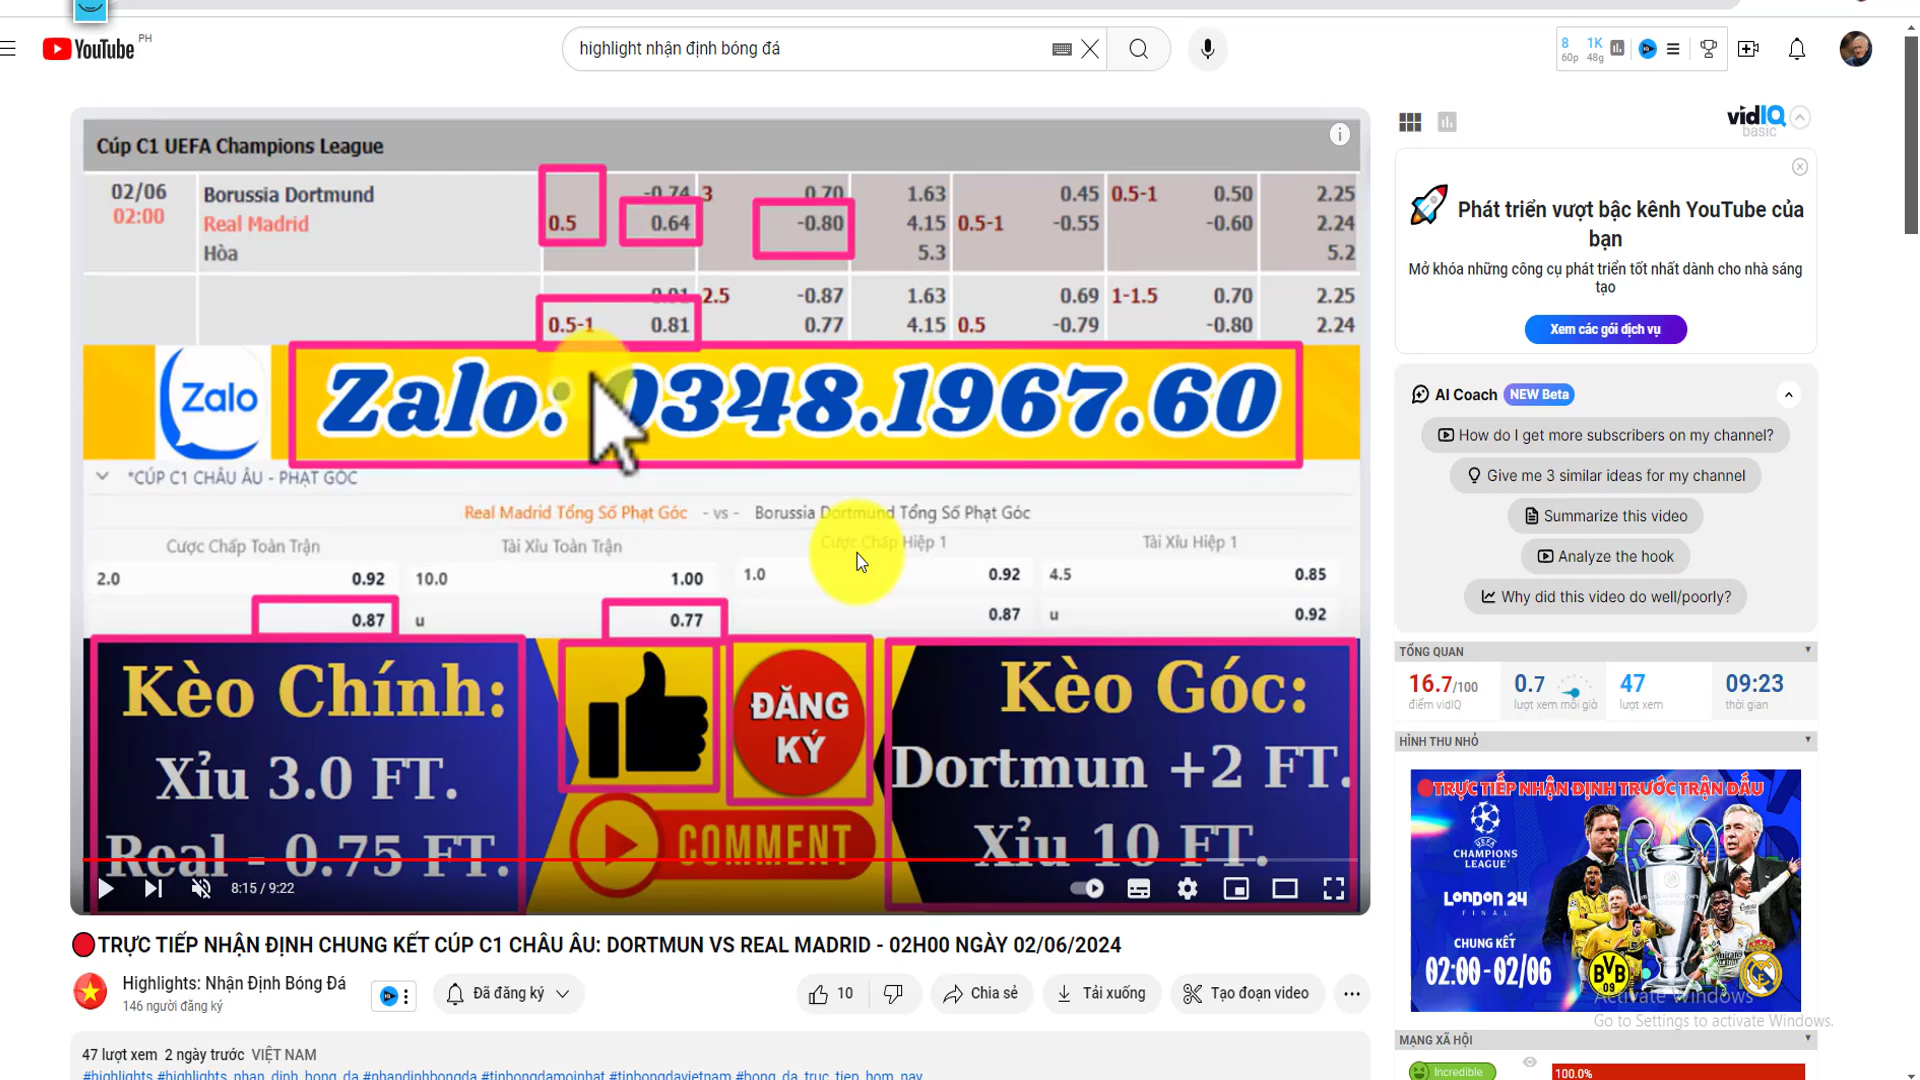 YouTube PH
highlight nhận định bóng đá
8 1K
60p 48g
Cúp C1 UEFA Champions League
02/06 Borussia Dortmund -0.74 3 0.70 1.63 0.45 0.5-1 0.50 2.25
02:00 Real Madrid 0.5 0.64 -0.80 4.15 0.5-1 -0.55 -0.60 2.24
Hòa 5.3 5.2
2.5 -0.87 1.63 0.69 1-1.5 0.70 2.25
0.5-1 0.81 0.77 4.15 0.5 -0.79 -0.80 2.24
Zalo Zalo: 0348.1967.60
*CÚP C1 CHÂU ÂU - PHẠT GÓC
Real Madrid Tổng Số Phạt Góc - vs - Borussia Dortmund Tổng Số Phạt Góc
Cược Chấp Toàn Trận Tài Xỉu Toàn Trận Cược Chấp Hiệp 1 Tài Xỉu Hiệp 1
2.0 0.92 10.0 1.00 1.0 0.92 4.5 0.85
0.87 u 0.77 0.87 u 0.92
Kèo Chính:
Xỉu 3.0 FT.
Real - 0.75 FT.
ĐĂNG
KÝ
COMMENT
Kèo Góc:
Dortmun +2 FT.
Xỉu 10 FT.
8:15 / 9:22
TRỰC TIẾP NHẬN ĐỊNH CHUNG KẾT CÚP C1 CHÂU ÂU: DORTMUN VS REAL MADRID - 02H00 NGÀY 02/06/2024
Highlights: Nhận Định Bóng Đá
146 người đăng ký
Đã đăng ký
10
Chia sẻ
Tải xuống
Tạo đoạn video
47 lượt xem 2 ngày trước VIỆT NAM
#highlights #highlights_nhan_dinh_bong_da #nhandinhbongda #tinbongdamoinhat #tinbongdavietnam #bong_da_truc_tiep_hom_nay
vidIQ
basic
Phát triển vượt bậc kênh YouTube của
bạn
Mở khóa những công cụ phát triển tốt nhất dành cho nhà sáng
tạo
Xem các gói dịch vụ
AI Coach NEW Beta
How do I get more subscribers on my channel?
Give me 3 similar ideas for my channel
Summarize this video
Analyze the hook
Why did this video do well/poorly?
TỔNG QUAN
16.7/100 0.7 47 09:23
điểm vidIQ lượt xem mỗi giờ lượt xem thời gian
HÌNH THU NHỎ
TRỰC TIẾP NHẬN ĐỊNH TRƯỚC TRẬN ĐẤU
CHAMPIONS
LEAGUE
LONDON 24
FINAL
CHUNG KẾT
02:00 - 02/06
BVB
09
Activate Windows
Go to Settings to activate Windows.
MẠNG XÃ HỘI
Incredible 100.0%